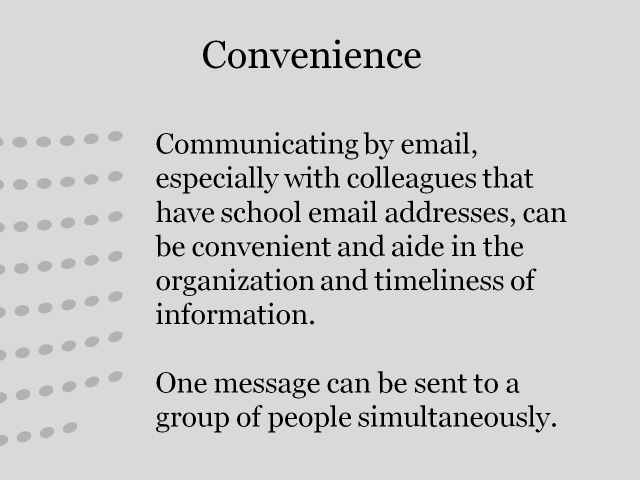 Convenience
Communicating by email,
especially with colleagues that
have school email addresses, can
be convenient and aide in the
organization and timeliness of
information.
One message can be sent to a
group of people simultaneously.